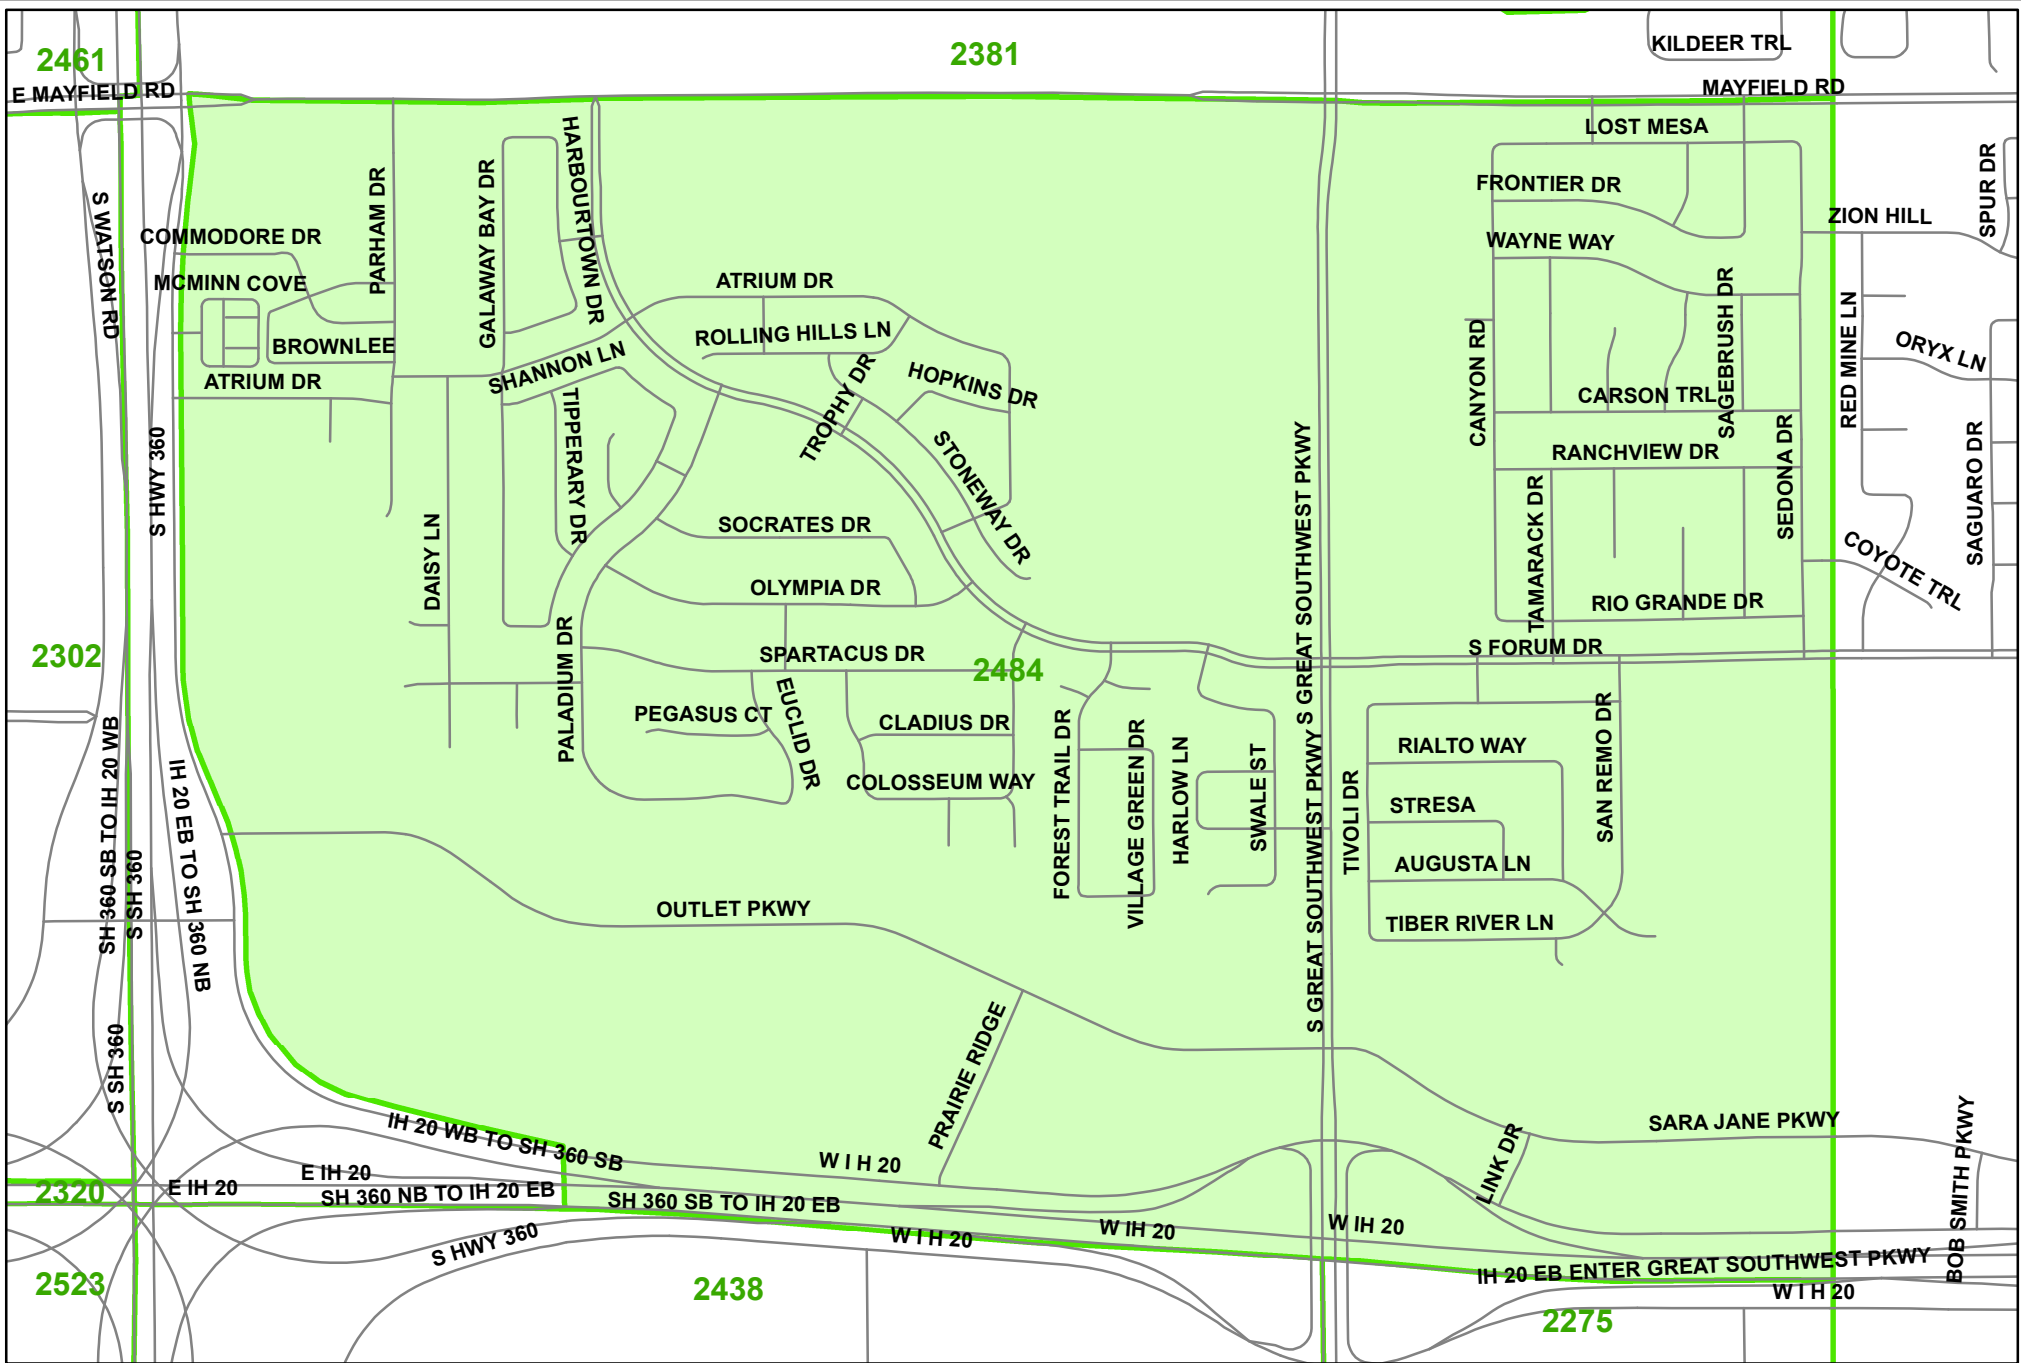 KILDEER TRL
2461
2381
E MAYFIELD RD
MAYFIELD RD
LOST MESA
HARBOURTOWN DR
SPUR DR
GALAWAY BAY DR
PARHAM DR
FRONTIER DR
S WATSON RD
ZION HILL
COMMODORE DR
WAYNE WAY
MCMINN COVE
ATRIUM DR
SAGEBRUSH DR
RED MINE LN
ROLLING HILLS LN
BROWNLEE
SHANNON LN
ORYX LN
CANYON RD
ATRIUM DR
TROPHY DR
HOPKINS DR
CARSON TRL
TIPPERARY DR
S HWY 360
STONEWAY DR
S GREAT SOUTHWEST PKWY
RANCHVIEW DR
SEDONA DR
SAGUARO DR
TAMARACK DR
SOCRATES DR
DAISY LN
COYOTE TRL
OLYMPIA DR
RIO GRANDE DR
2302
PALADIUM DR
SPARTACUS DR
2484
S FORUM DR
EUCLID DR
PEGASUS CT
CLADIUS DR
FOREST TRAIL DR
VILLAGE GREEN DR
HARLOW LN
SWALE ST
S GREAT SOUTHWEST PKWY
TIVOLI DR
RIALTO WAY
SAN REMO DR
SH 360 SB TO IH 20 WB
S SH 360
IH 20 EB TO SH 360 NB
COLOSSEUM WAY
STRESA
AUGUSTA LN
OUTLET PKWY
TIBER RIVER LN
S SH 360
PRAIRIE RIDGE
IH 20 WB TO SH 360 SB
SARA JANE PKWY
LINK DR
BOB SMITH PKWY
W I H 20
E IH 20
2320
E IH 20
SH 360 NB TO IH 20 EB
SH 360 SB TO IH 20 EB
S HWY 360
W I H 20
W IH 20
W IH 20
IH 20 EB ENTER GREAT SOUTHWEST PKWY
2523
2438
W I H 20
2275